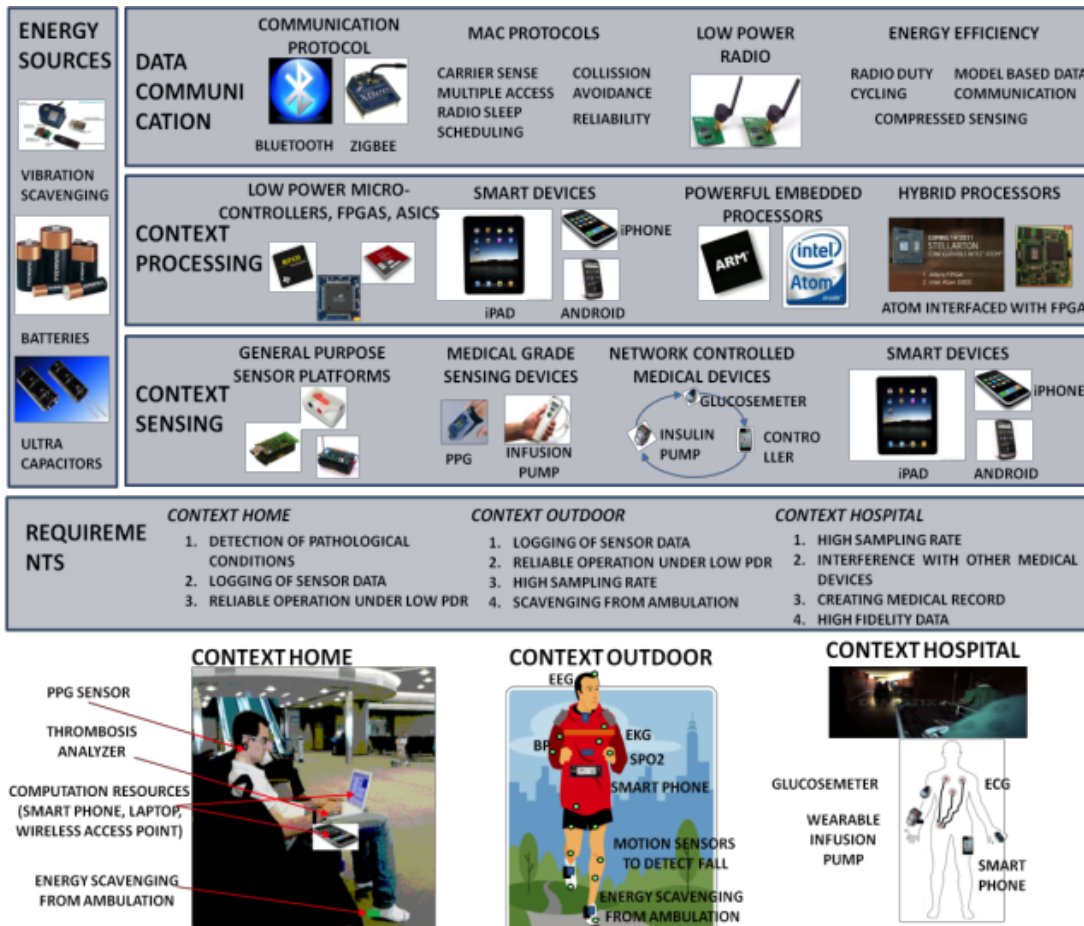 ENERGY
SOURCES
VIBRATION
SCAVENGING
BATTERIES
ULTRA
CAPACITORS
DATA
COMMUNI
CATION
COMMUNICATION
PROTOCOL
BLUETOOTH
ZIGBEE
MAC PROTOCOLS
CARRIER SENSE
MULTIPLE ACCESS
RADIO SLEEP
SCHEDULING
COLLISSION
AVOIDANCE
RELIABILITY
LOW POWER
RADIO
ENERGY EFFICIENCY
RADIO DUTY
CYCLING
MODEL BASED DATA
COMMUNICATION
COMPRESSED SENSING
CONTEXT
PROCESSING
LOW POWER MICRO-
CONTROLLERS, FPGAS, ASICS
SMART DEVICES
iPAD
iPHONE
ANDROID
POWERFUL EMBEDDED
PROCESSORS
ARM
intel
Atom
inside
HYBRID PROCESSORS
STELLARTON
ATOM INTERFACED WITH FPGA
CONTEXT
SENSING
GENERAL PURPOSE
SENSOR PLATFORMS
MEDICAL GRADE
SENSING DEVICES
PPG
INFUSION
PUMP
NETWORK CONTROLLED
MEDICAL DEVICES
GLUCOSEMETER
INSULIN
PUMP
CONTRO
LLER
SMART DEVICES
iPAD
iPHONE
ANDROID
REQUIREME
NTS
CONTEXT HOME
1. DETECTION OF PATHOLOGICAL
CONDITIONS
2. LOGGING OF SENSOR DATA
3. RELIABLE OPERATION UNDER LOW PDR
CONTEXT OUTDOOR
1. LOGGING OF SENSOR DATA
2. RELIABLE OPERATION UNDER LOW PDR
3. HIGH SAMPLING RATE
4. SCAVENGING FROM AMBULATION
CONTEXT HOSPITAL
1. HIGH SAMPLING RATE
2. INTERFERENCE WITH OTHER MEDICAL
DEVICES
3. CREATING MEDICAL RECORD
4. HIGH FIDELITY DATA
CONTEXT HOME
PPG SENSOR
THROMBOSIS
ANALYZER
COMPUTATION RESOURCES
(SMART PHONE, LAPTOP,
WIRELESS ACCESS POINT)
ENERGY SCAVENGING
FROM AMBULATION
CONTEXT OUTDOOR
EEG
BP
EKG
SPO2
SMART PHONE
MOTION SENSORS
TO DETECT FALL
ENERGY SCAVENGING
FROM AMBULATION
CONTEXT HOSPITAL
GLUCOSEMETER
ECG
WEARABLE
INFUSION
PUMP
SMART
PHONE